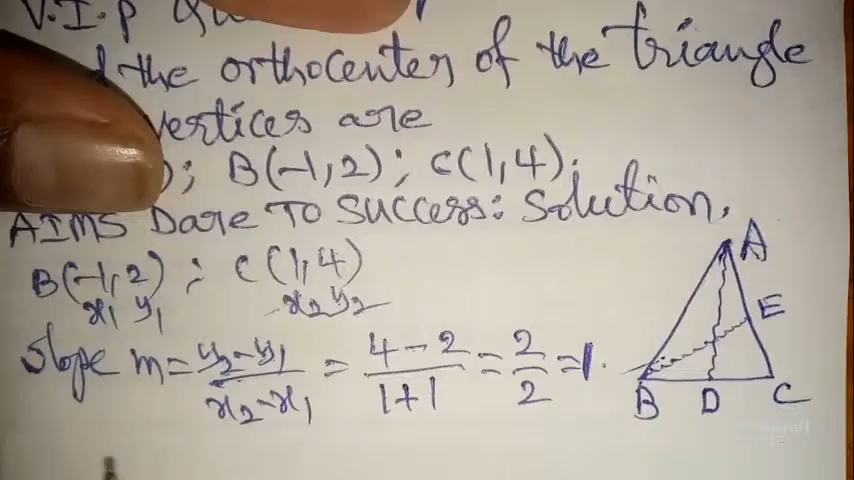 V.I.P
the orthocenter of the triangle
vertices are
); B(-1,2); C(1,4).
AIMS Dare TO Success: Solution.
B(-1,2) ; C(1,4)
x₁ y₁ x₂ y₂
Slope m = y₂-y₁/x₂-x₁ = 4-2/1+1 = 2/2 = 1.
A
E
B D C